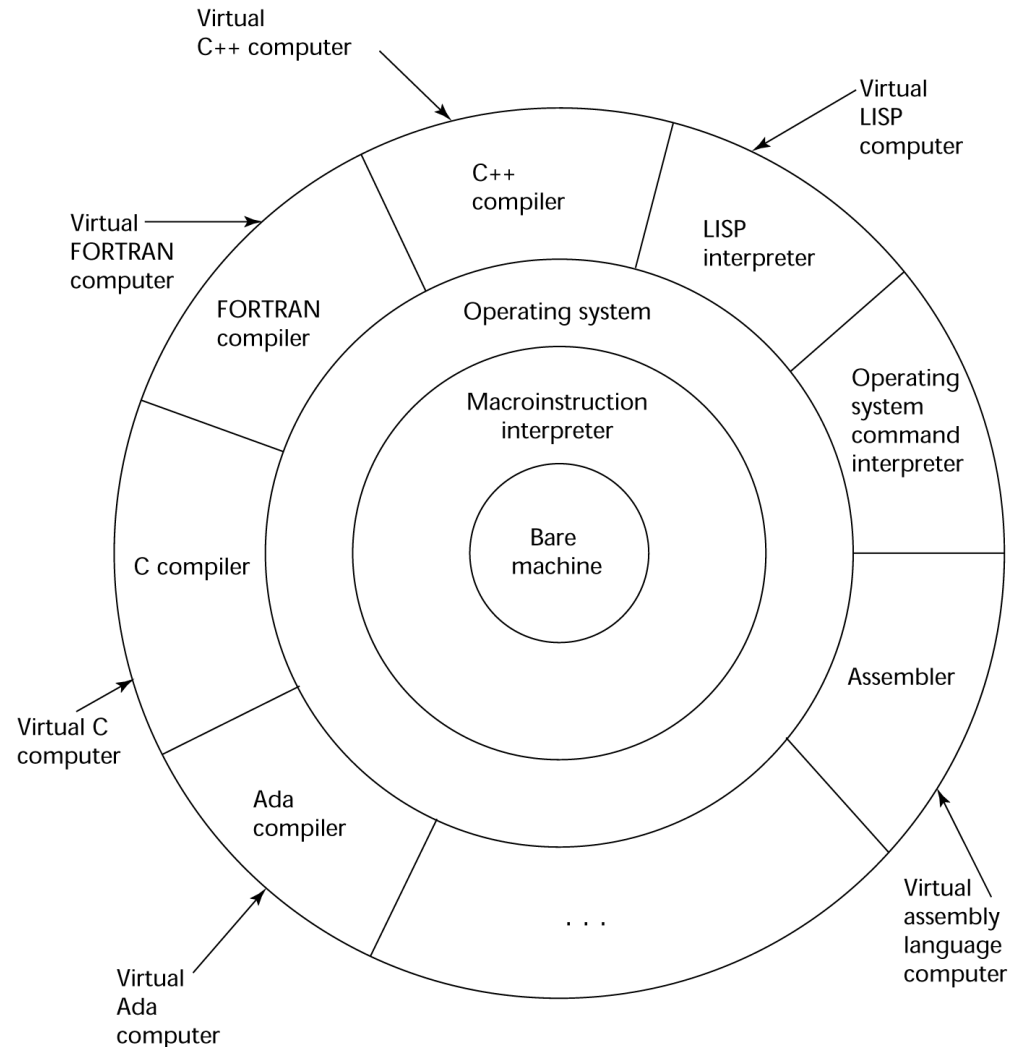 Virtual
C++ computer
Virtual
LISP
computer
C++
compiler
Virtual
FORTRAN
computer
LISP
interpreter
FORTRAN
compiler
Operating system
Operating
system
command
interpreter
Macroinstruction
interpreter
Bare
machine
C compiler
Assembler
Virtual C
computer
Ada
compiler
Virtual
assembly
language
computer
. . .
Virtual
Ada
computer